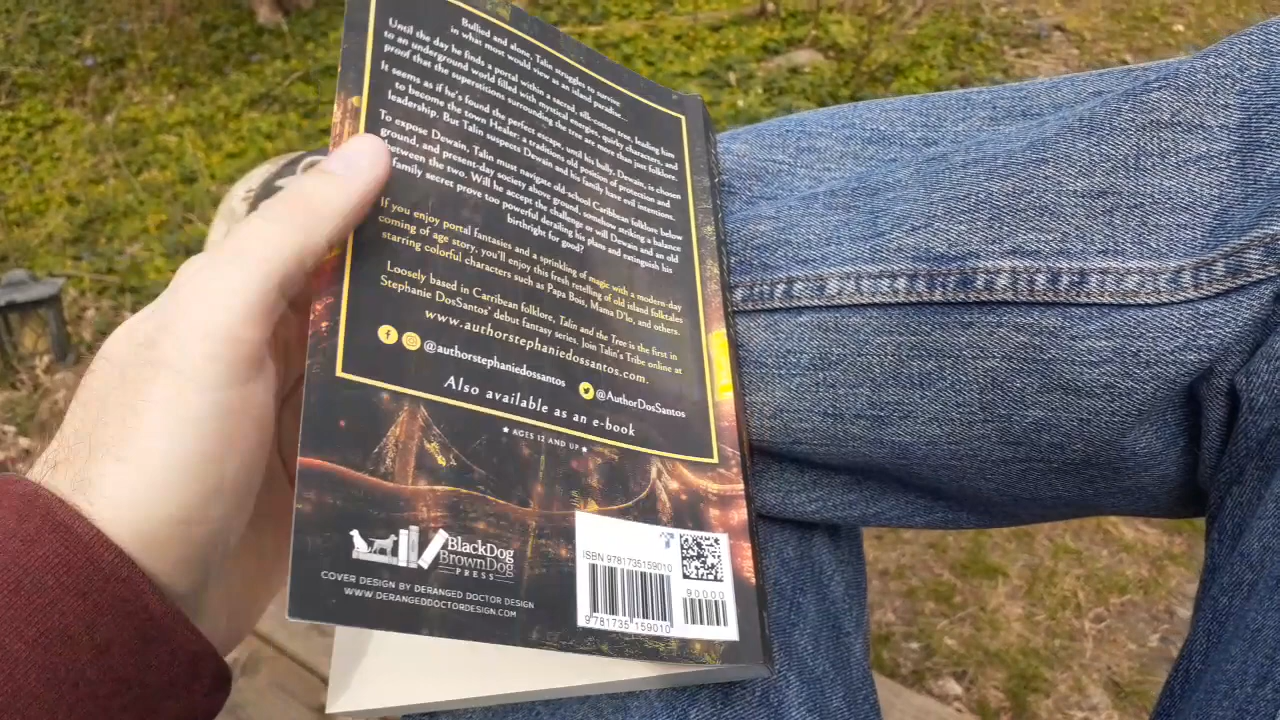 Bullied and alone, Talin struggles to survive
in what most would view as an island paradise...
Until the day he finds a portal within a sacred, silk-cotton tree, leading him
to an underground world filled with mystical energies, quirky characters, and
proof that the superstitions surrounding the tree are more than just folklore.
It seems as if he's found the perfect escape, until his bully, Dewain, is chosen
to become the town Healer: a traditions old position of protection and
leadership. But Talin suspects Dewain and his family have evil intentions.
To expose Dewain, Talin must navigate old-school Caribbean folklore below
ground, and present-day society above ground, somehow striking a balance
between the two. Will he accept the challenge or will Dewain and an old
family secret prove too powerful derailing his plans and extinguish his
birthright for good?
If you enjoy portal fantasies and a sprinkling of magic with a modern-day
coming of age story, you'll enjoy this fresh retelling of old island folktales
starring colorful characters such as Papa Bois, Mama D'lo, and others.
Loosely based in Carribean folklore, Talin and the Tree is the first in
Stephanie DosSantos' debut fantasy series. Join Talin's Tribe online at
www.authorstephaniedossantos.com.
@authorstephaniedossantos @AuthorDosSantos
Also available as an e-book
AGES 12 AND UP
BlackDog
BrownDog
PRESS
COVER DESIGN BY DERANGED DOCTOR DESIGN
WWW.DERANGEDDOCTORDESIGN.COM
ISBN 9781735159010
90000
9 781735 159010